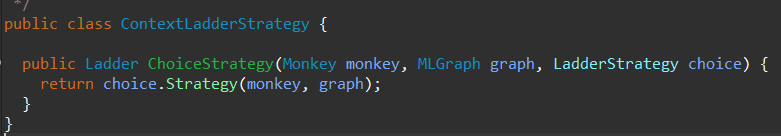 */
public class ContextLadderStrategy {
public Ladder ChoiceStrategy(Monkey monkey, MLGraph graph, LadderStrategy choice) {
return choice.Strategy(monkey, graph);
}
}